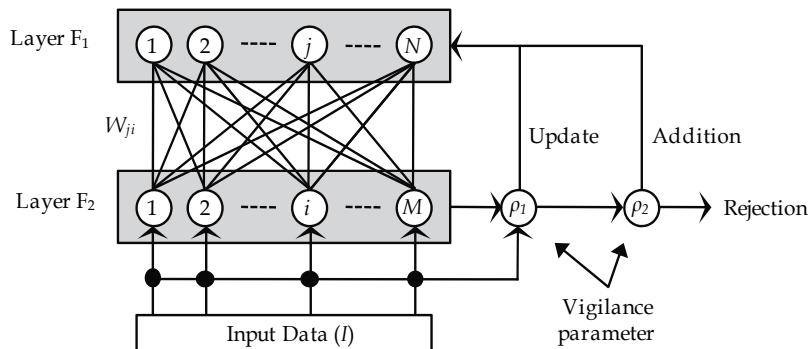 Layer F₁
1 2 j N
W_ji
Update
Addition
Layer F₂
1 2 i M
ρ₁
ρ₂
Rejection
Vigilance
parameter
Input Data (I)